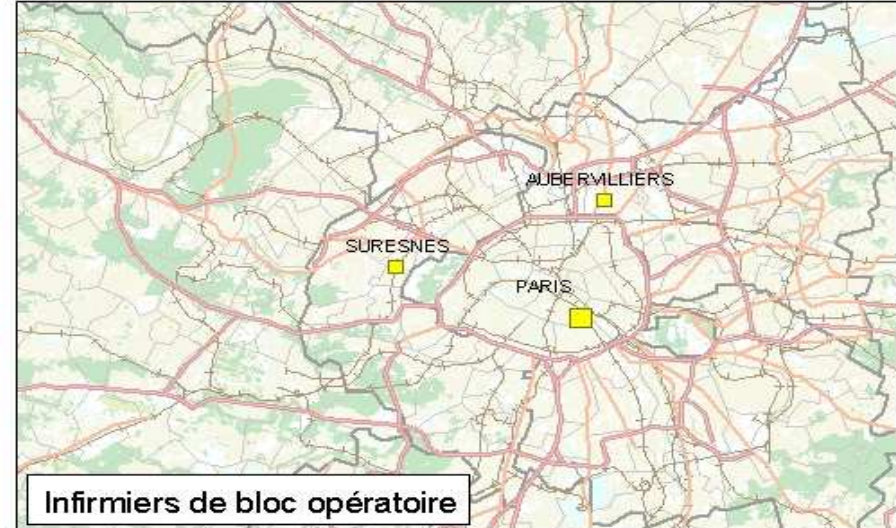 AUBERVILLIERS
SURESNES
PARIS
Infirmiers de bloc opératoire